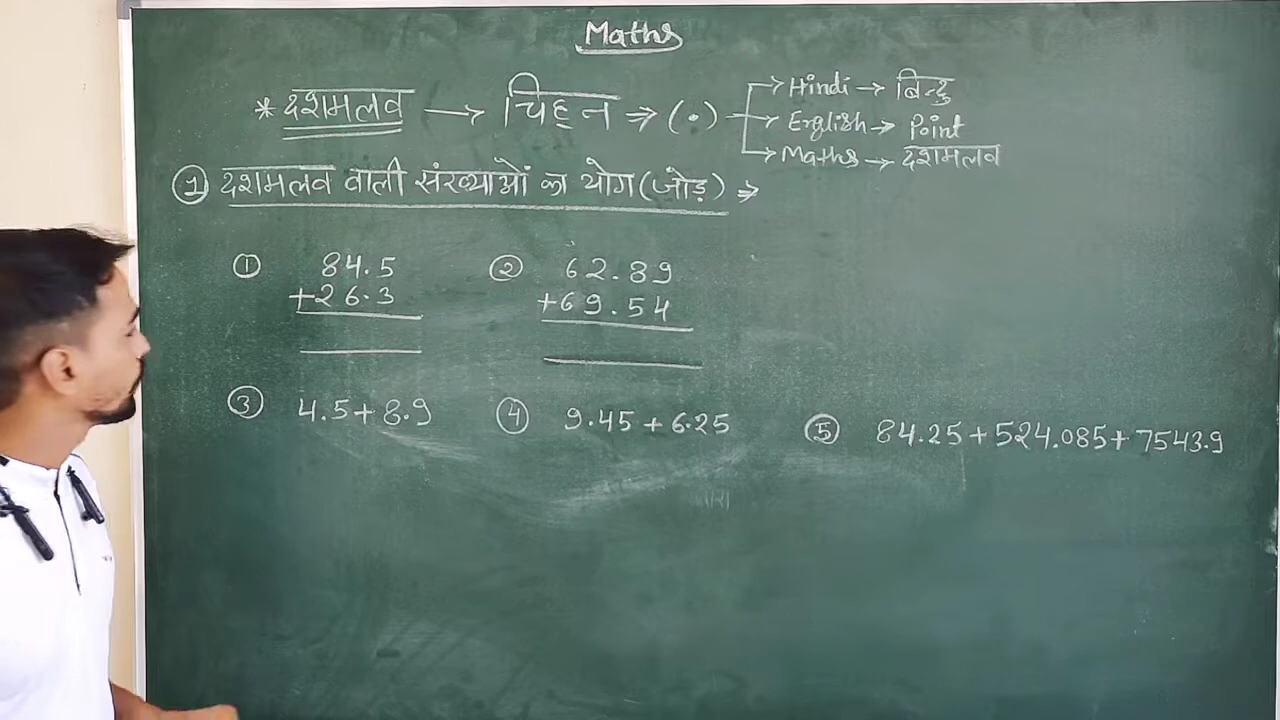 Maths
* दशमलव → चिह्न ⇒ (.)
→ Hindi → बिन्दु
→ English → Point
→ Maths → दशमलव
① दशमलव वाली संख्याओं का योग (जोड़) ⇒
① 84.5
+26.3
② 62.89
+69.54
③ 4.5+8.9
④ 9.45+6.25
⑤ 84.25+524.085+7543.9